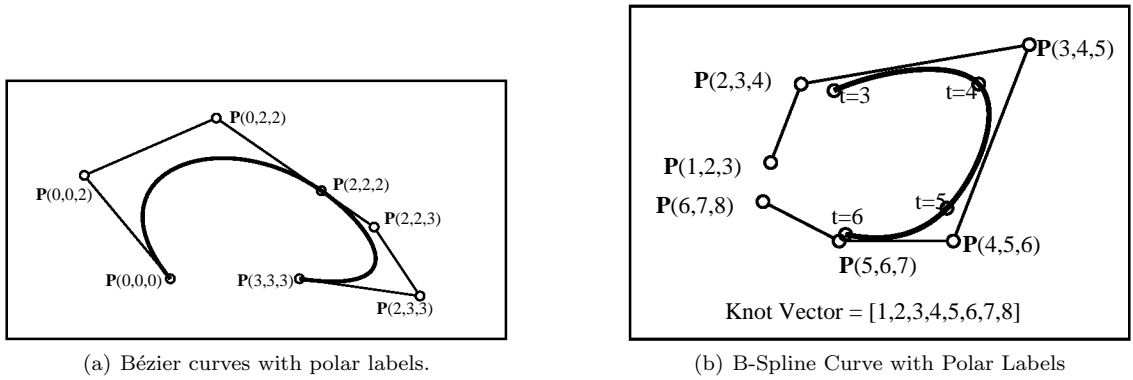 P(0,2,2)
P(0,0,2)
P(2,2,2)
P(2,2,3)
P(0,0,0)
P(3,3,3)
P(2,3,3)
(a) Bézier curves with polar labels.
P(3,4,5)
P(2,3,4)
t=3
t=4
P(1,2,3)
P(6,7,8)
t=5
t=6
P(4,5,6)
P(5,6,7)
Knot Vector = [1,2,3,4,5,6,7,8]
(b) B-Spline Curve with Polar Labels